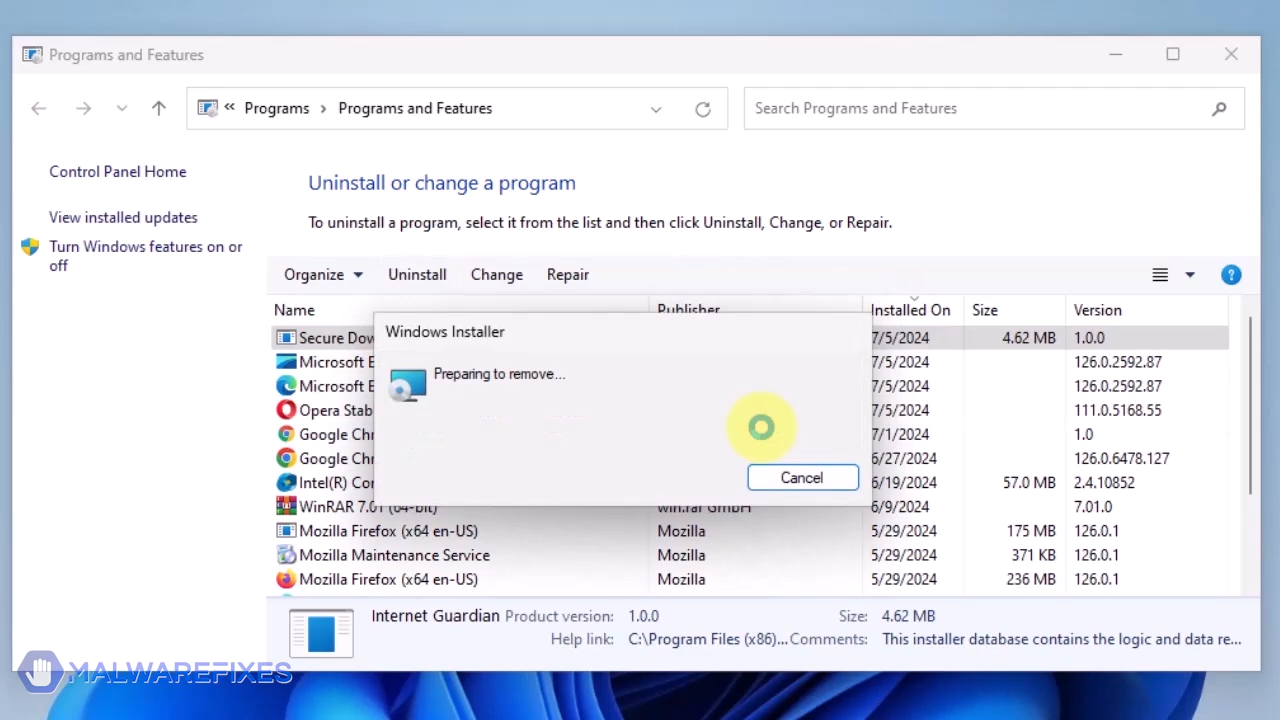 Programs and Features
« Programs › Programs and Features
Search Programs and Features
Control Panel Home
View installed updates
Turn Windows features on or
off
Uninstall or change a program
To uninstall a program, select it from the list and then click Uninstall, Change, or Repair.
Organize Uninstall Change Repair
Name Publisher Installed On Size Version
Secure 7/5/2024 4.62 MB 1.0.0
Microsoft 7/5/2024 126.0.2592.87
Microsoft 7/5/2024 126.0.2592.87
Opera 7/5/2024 111.0.5168.55
Google 7/1/2024 1.0
Google 6/27/2024 126.0.6478.127
Intel(R) 6/19/2024 57.0 MB 2.4.10852
WinRAR 7.01 (64-bit) win.rar GmbH 6/9/2024 7.01.0
Mozilla Firefox (x64 en-US) Mozilla 5/29/2024 175 MB 126.0.1
Mozilla Maintenance Service Mozilla 5/29/2024 371 KB 126.0.1
Mozilla Firefox (x64 en-US) Mozilla 5/29/2024 236 MB 126.0.1
Windows Installer
Preparing to remove...
Cancel
Internet Guardian Product version: 1.0.0 Size: 4.62 MB
Help link: C:\Program Files (x86)... Comments: This installer database contains the logic and data re...
MALWAREFIXES